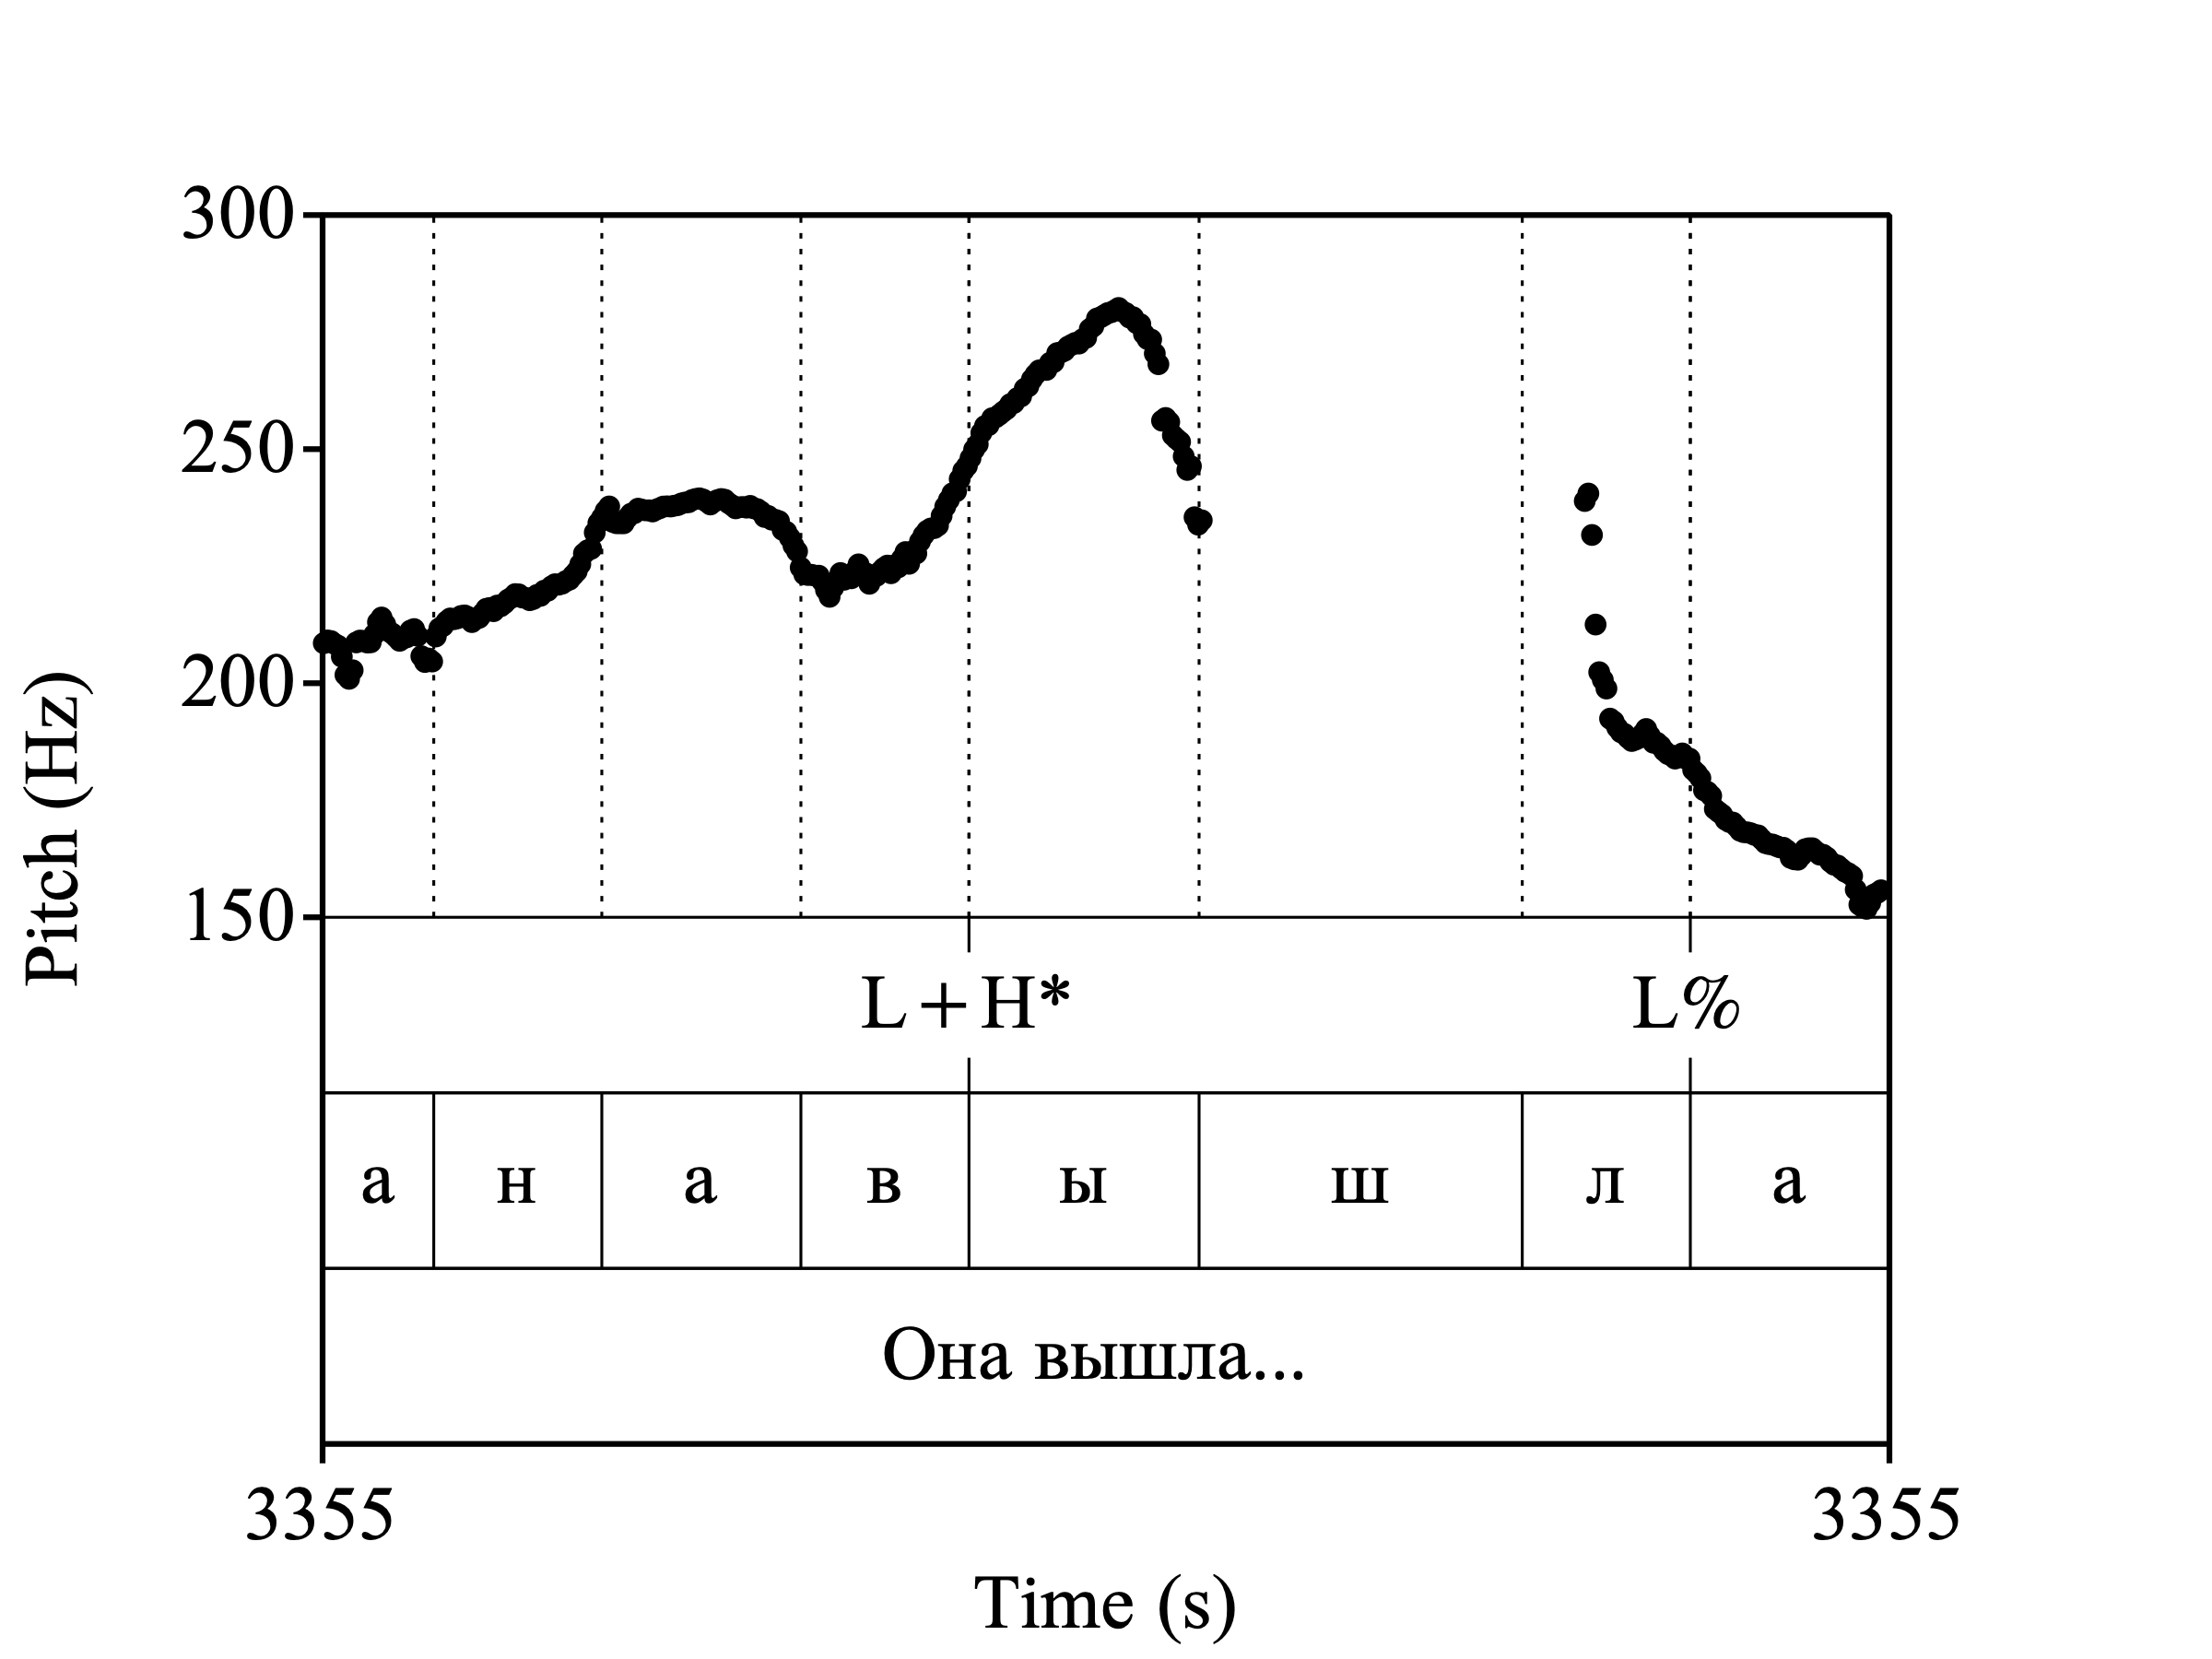 300
250
200
150
Pitch (Hz)
L+H* L%
а н а в ы ш л а
Она вышла...
3355 3355
Time (s)